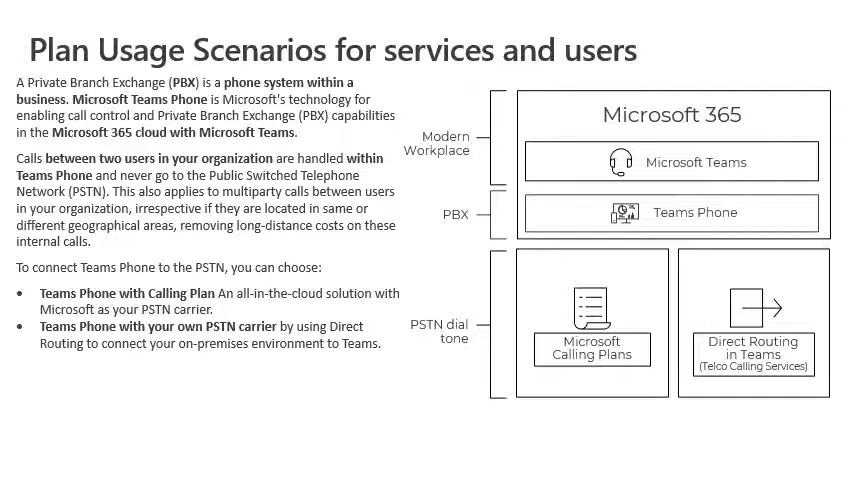 Plan Usage Scenarios for services and users
A Private Branch Exchange (PBX) is a phone system within a
business. Microsoft Teams Phone is Microsoft's technology for
enabling call control and Private Branch Exchange (PBX) capabilities
in the Microsoft 365 cloud with Microsoft Teams.
Calls between two users in your organization are handled within
Teams Phone and never go to the Public Switched Telephone
Network (PSTN). This also applies to multiparty calls between users
in your organization, irrespective if they are located in same or
different geographical areas, removing long-distance costs on these
internal calls.
To connect Teams Phone to the PSTN, you can choose:
• Teams Phone with Calling Plan An all-in-the-cloud solution with
Microsoft as your PSTN carrier.
• Teams Phone with your own PSTN carrier by using Direct
Routing to connect your on-premises environment to Teams.
Modern
Workplace
Microsoft 365
Microsoft Teams
PBX
Teams Phone
PSTN dial
tone
Microsoft
Calling Plans
Direct Routing
in Teams
(Telco Calling Services)